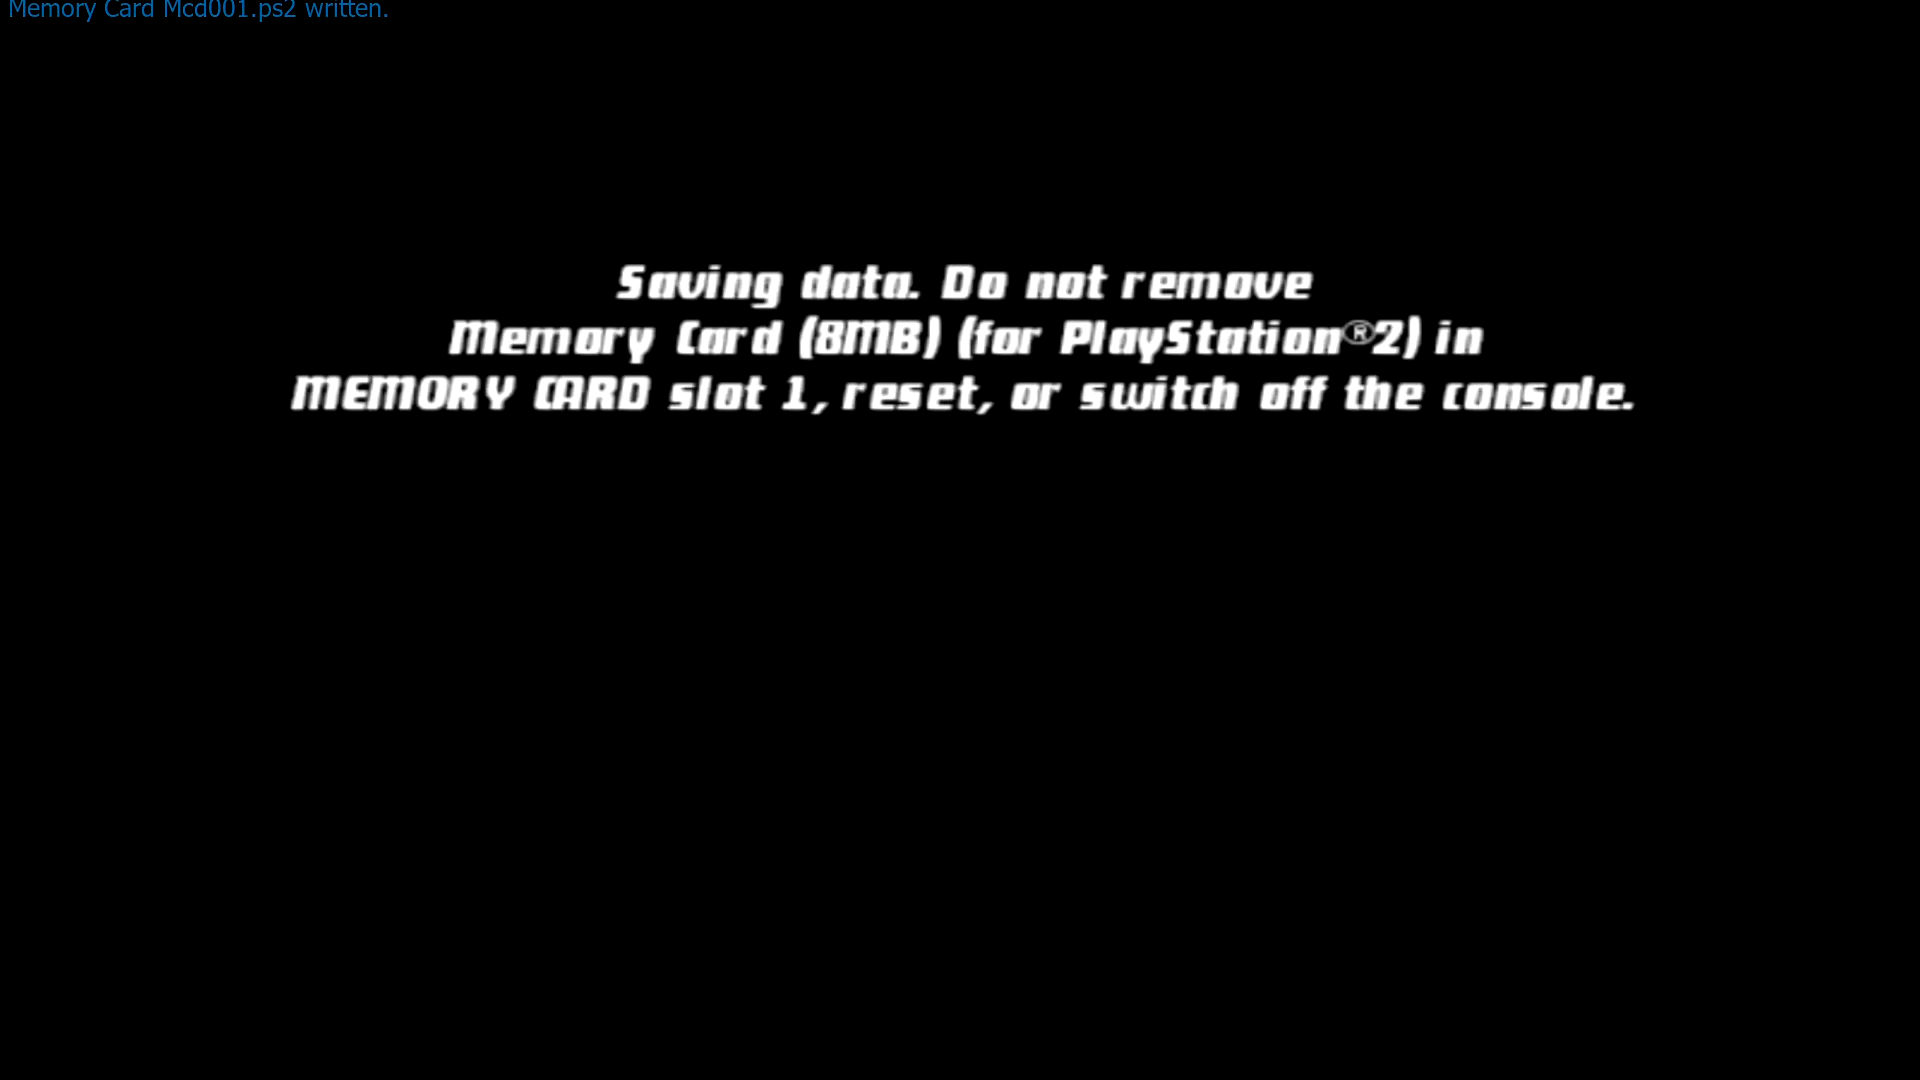 Memory Card Mcd001.ps2 written.
Saving data. Do not remove
Memory Card (8MB) (for PlayStation®2) in
MEMORY CARD slot 1, reset, or switch off the console.